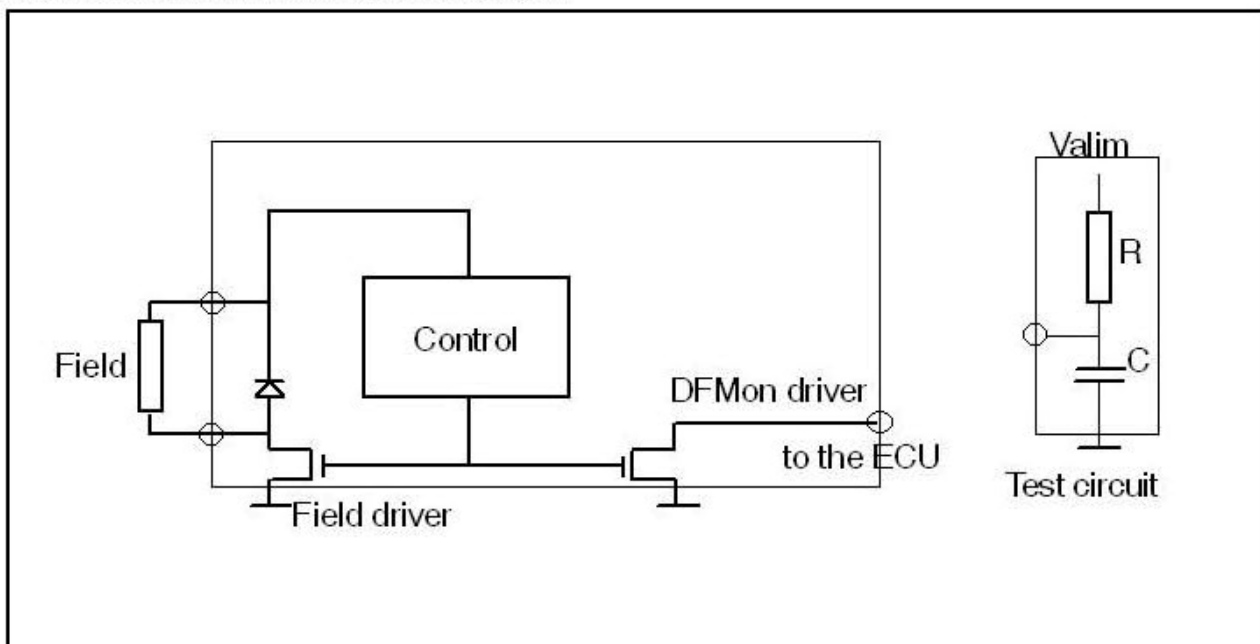 Valim
R
Control
Field
C
DFMon driver
to the ECU
Field driver
Test circuit